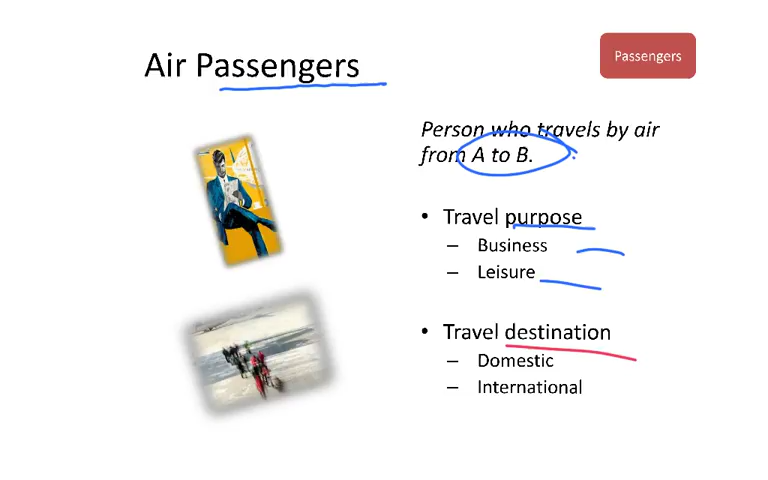 Air Passengers
Passengers
Person who travels by air
from A to B.
• Travel purpose
– Business
– Leisure
• Travel destination
– Domestic
– International